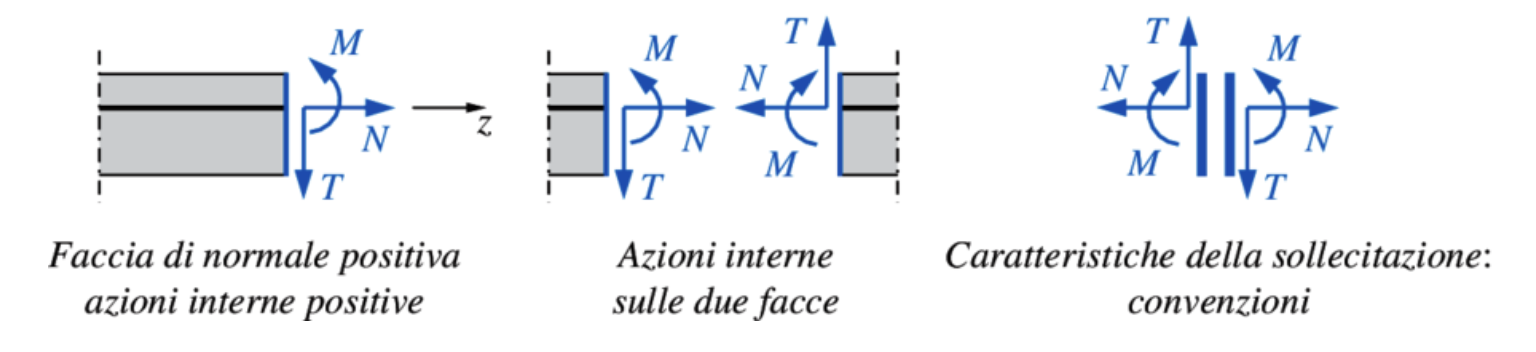 M
N
z
T
M
N
T
T
N
M
T
N
M
M
N
T
Faccia di normale positiva
azioni interne positive
Azioni interne
sulle due facce
Caratteristiche della sollecitazione:
convenzioni